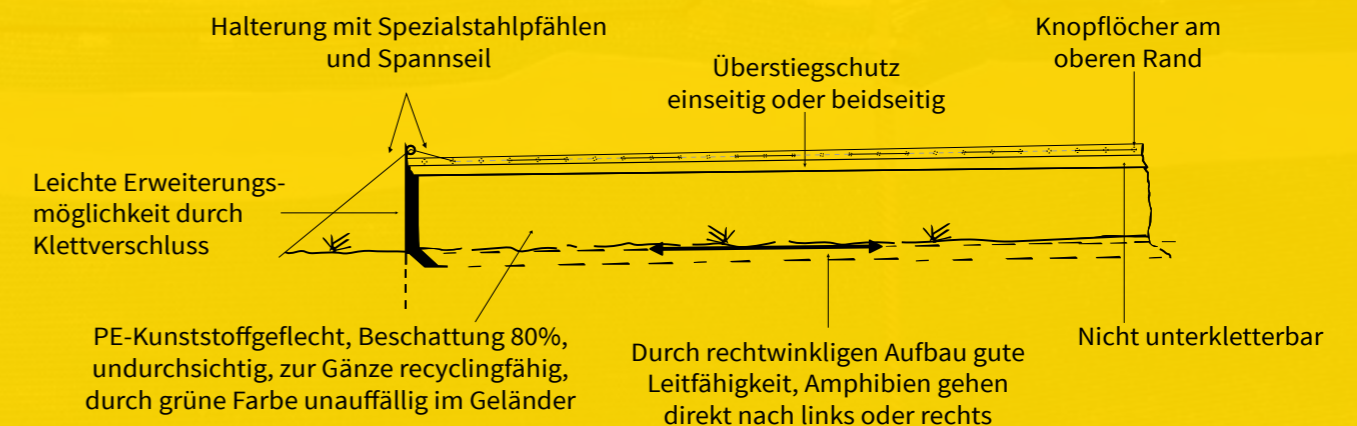 Halterung mit Spezialstahlpfählen
und Spannseil
Knopflöcher am
oberen Rand
Überstiegschutz
einseitig oder beidseitig
Leichte Erweiterungs-
möglichkeit durch
Klettverschluss
PE-Kunststoffgeflecht, Beschattung 80%,
undurchsichtig, zur Gänze recyclingfähig,
durch grüne Farbe unauffällig im Geländer
Durch rechtwinkligen Aufbau gute
Leitfähigkeit, Amphibien gehen
direkt nach links oder rechts
Nicht unterkletterbar